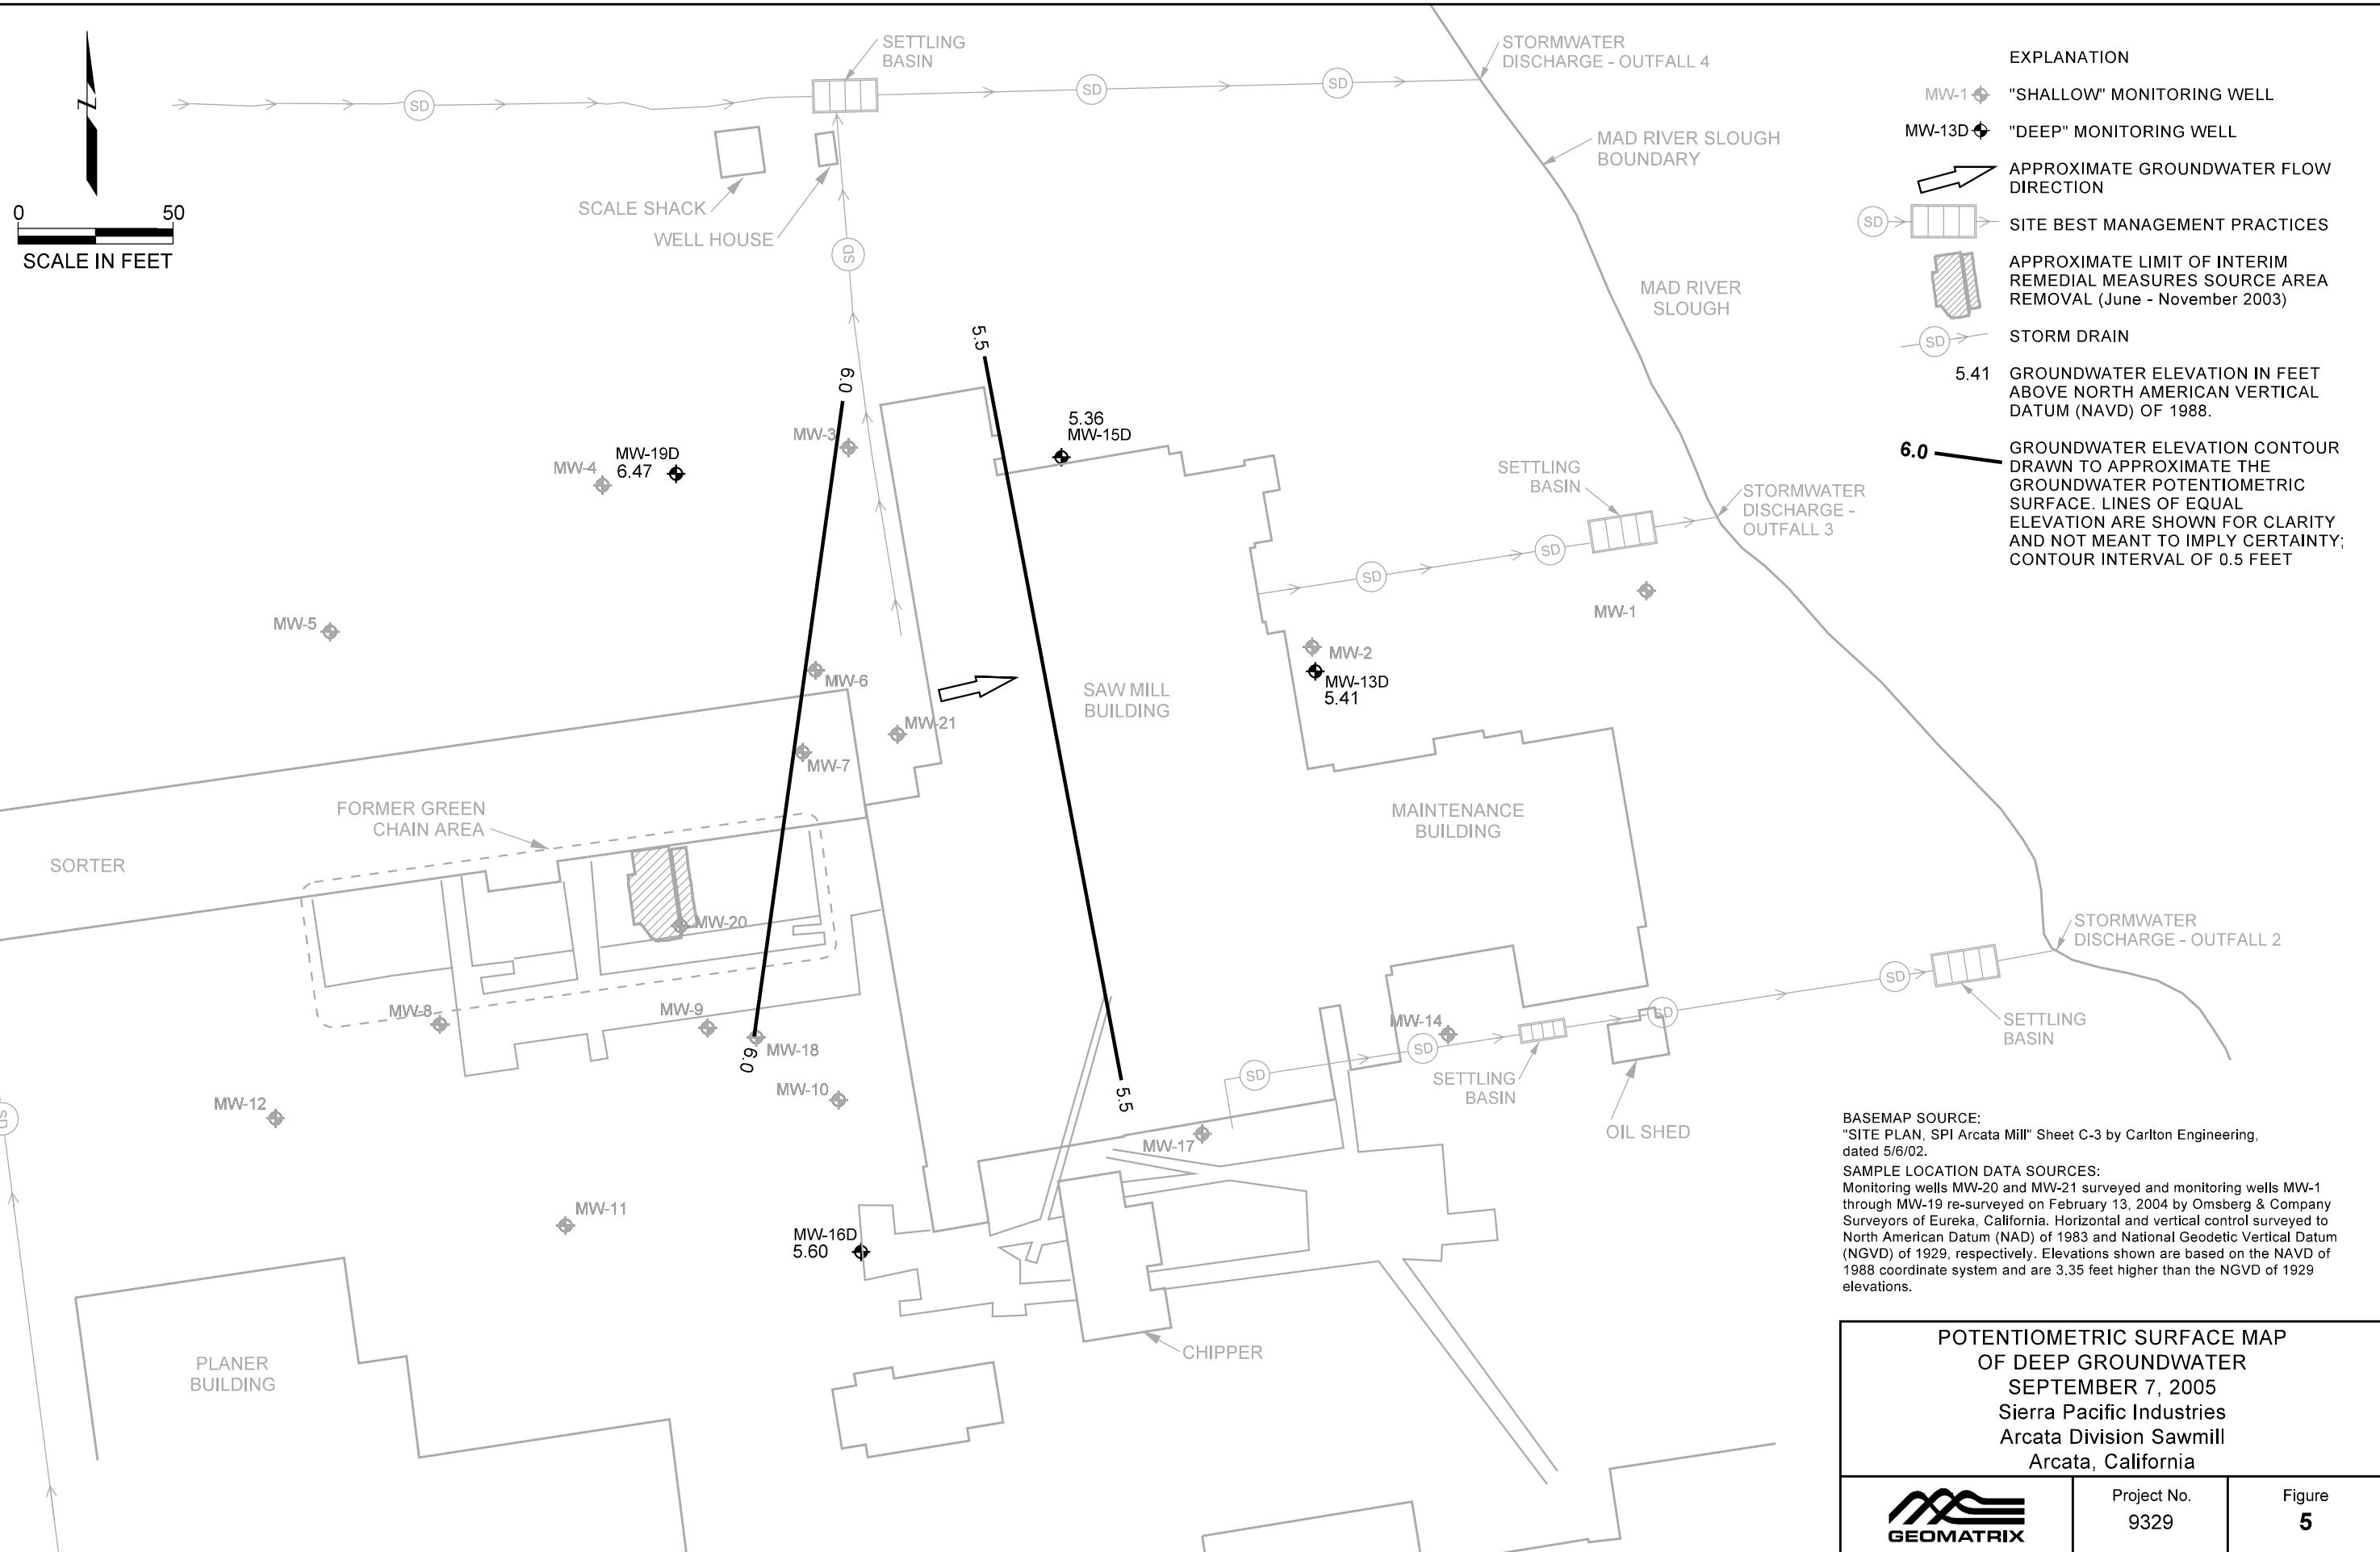 SETTLING
BASIN
STORMWATER
DISCHARGE - OUTFALL 4
SD
SD
SD
N
0 50
SCALE IN FEET
SCALE SHACK
WELL HOUSE
SD
MAD RIVER SLOUGH
BOUNDARY
MAD RIVER
SLOUGH
EXPLANATION
MW-1 "SHALLOW" MONITORING WELL
MW-13D "DEEP" MONITORING WELL
APPROXIMATE GROUNDWATER FLOW
DIRECTION
SD SITE BEST MANAGEMENT PRACTICES
APPROXIMATE LIMIT OF INTERIM
REMEDIAL MEASURES SOURCE AREA
REMOVAL (June - November 2003)
SD STORM DRAIN
5.41 GROUNDWATER ELEVATION IN FEET
ABOVE NORTH AMERICAN VERTICAL
DATUM (NAVD) OF 1988.
6.0 GROUNDWATER ELEVATION CONTOUR
DRAWN TO APPROXIMATE THE
GROUNDWATER POTENTIOMETRIC
SURFACE. LINES OF EQUAL
ELEVATION ARE SHOWN FOR CLARITY
AND NOT MEANT TO IMPLY CERTAINTY;
CONTOUR INTERVAL OF 0.5 FEET
5.5
6.0
MW-3
MW-4
MW-19D
6.47
5.36
MW-15D
SETTLING
BASIN
STORMWATER
DISCHARGE -
OUTFALL 3
SD
SD
MW-1
MW-5
MW-2
MW-13D
5.41
MW-6
SAW MILL
BUILDING
MW-21
MW-7
FORMER GREEN
CHAIN AREA
MAINTENANCE
BUILDING
SORTER
MW-20
STORMWATER
DISCHARGE - OUTFALL 2
SD
SETTLING
BASIN
MW-8
MW-9
MW-18
6.0
MW-14
SD
SD
SD
SETTLING
BASIN
OIL SHED
MW-10
5.5
MW-12
SD
MW-17
MW-11
MW-16D
5.60
PLANER
BUILDING
CHIPPER
BASEMAP SOURCE:
"SITE PLAN, SPI Arcata Mill" Sheet C-3 by Carlton Engineering,
dated 5/6/02.
SAMPLE LOCATION DATA SOURCES:
Monitoring wells MW-20 and MW-21 surveyed and monitoring wells MW-1
through MW-19 re-surveyed on February 13, 2004 by Omsberg & Company
Surveyors of Eureka, California. Horizontal and vertical control surveyed to
North American Datum (NAD) of 1983 and National Geodetic Vertical Datum
(NGVD) of 1929, respectively. Elevations shown are based on the NAVD of
1988 coordinate system and are 3.35 feet higher than the NGVD of 1929
elevations.
POTENTIOMETRIC SURFACE MAP
OF DEEP GROUNDWATER
SEPTEMBER 7, 2005
Sierra Pacific Industries
Arcata Division Sawmill
Arcata, California
GEOMATRIX
Project No.
9329
Figure
5